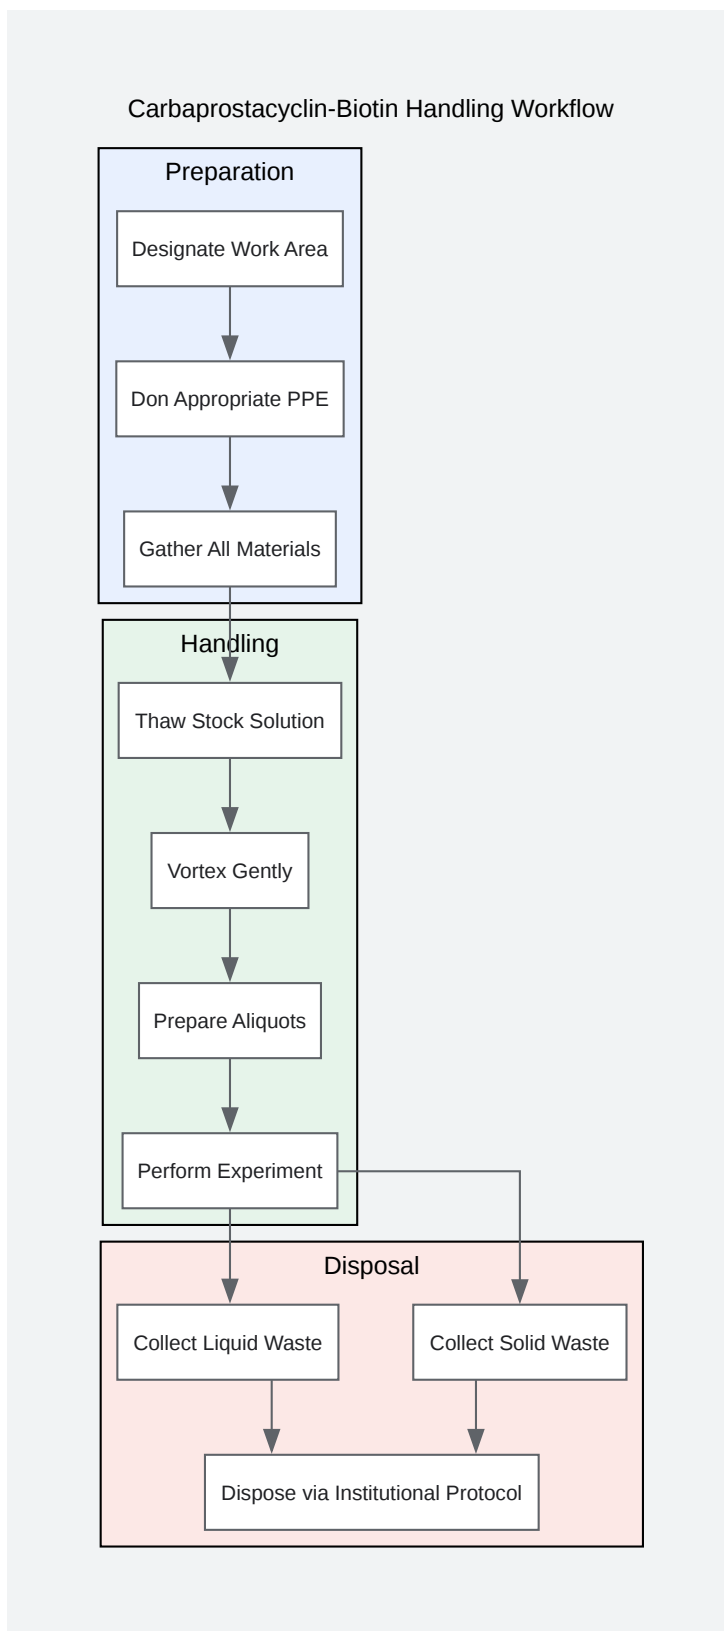 Carbaprostacyclin-Biotin Handling Workflow
Preparation
Designate Work Area
Don Appropriate PPE
Gather All Materials
Handling
Thaw Stock Solution
Vortex Gently
Prepare Aliquots
Perform Experiment
Disposal
Collect Liquid Waste
Collect Solid Waste
Dispose via Institutional Protocol